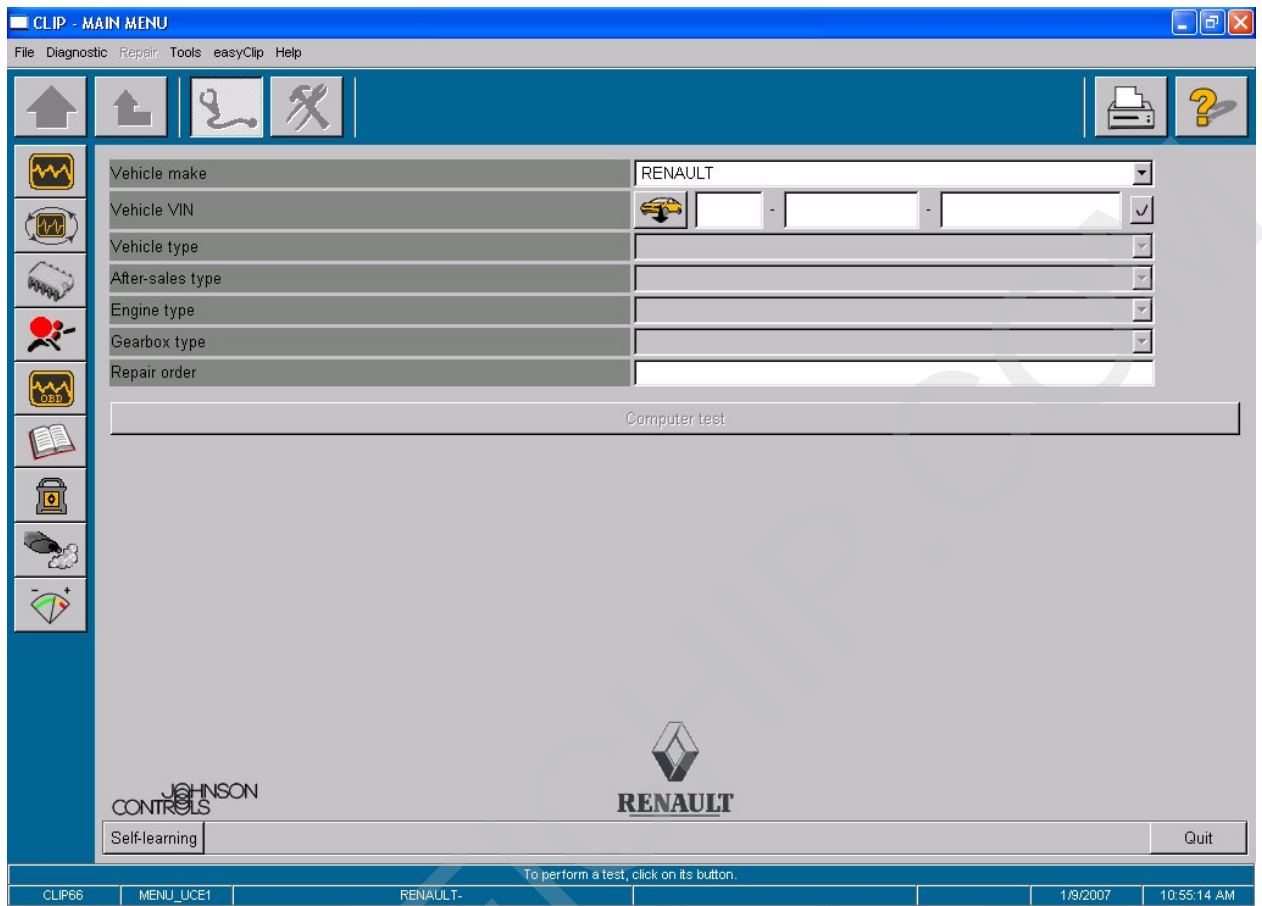 CLIP - MAIN MENU
File Diagnostic Repair Tools easyClip Help
Vehicle make RENAULT
Vehicle VIN - -
Vehicle type
After-sales type
Engine type
Gearbox type
Repair order
OBD
Computer test
JOHNSON
CONTROLS
RENAULT
Self-learning Quit
To perform a test, click on its button.
CLIP66 MENU_UCE1 RENAULT- 1/9/2007 10:55:14 AM